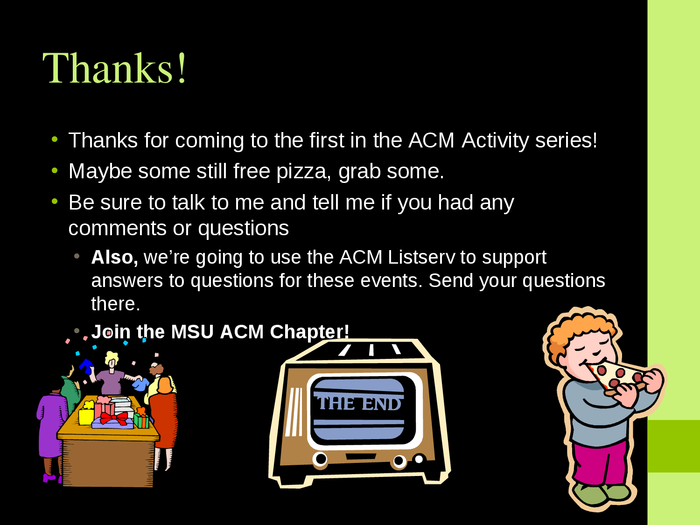 Thanks!
• Thanks for coming to the first in the ACM Activity series!
• Maybe some still free pizza, grab some.
• Be sure to talk to me and tell me if you had any
comments or questions
• Also, we’re going to use the ACM Listserv to support
answers to questions for these events. Send your questions
there.
• Join the MSU ACM Chapter!
THE END